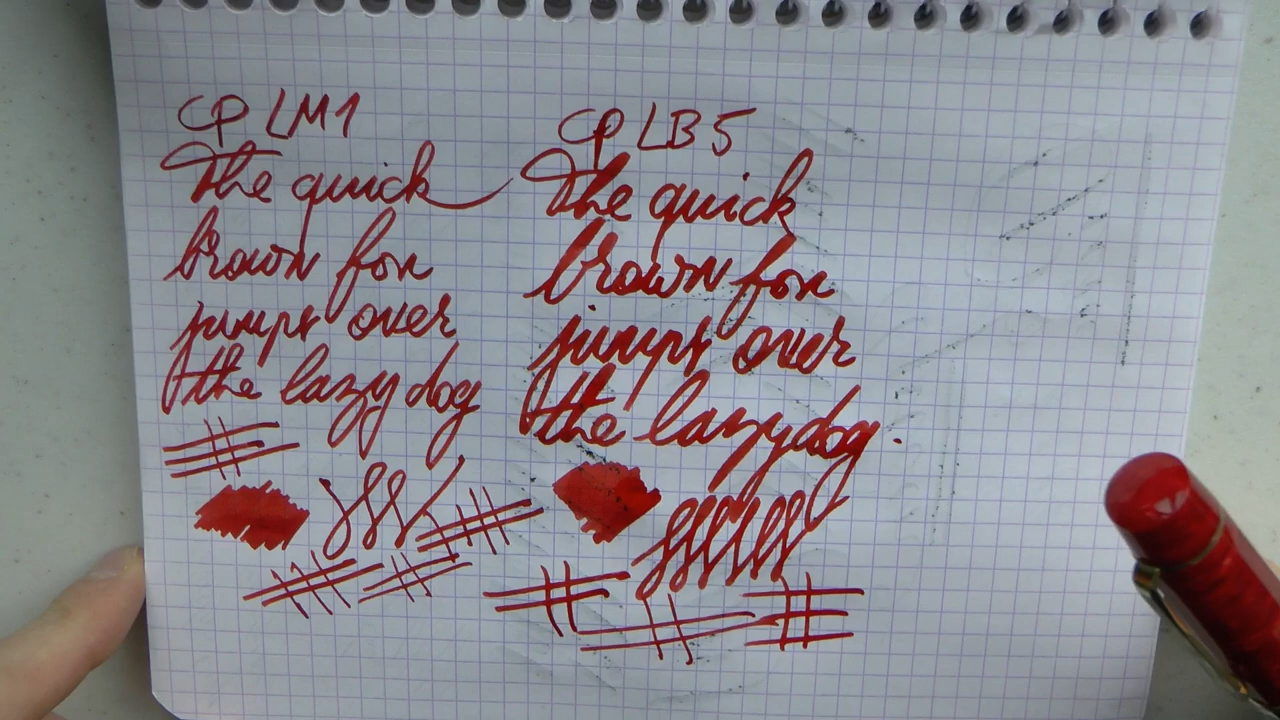 CP LM1
The quick
brown fox
jumps over
the lazy dog
CP LB5
The quick
brown fox
jumps over
the lazy dog.